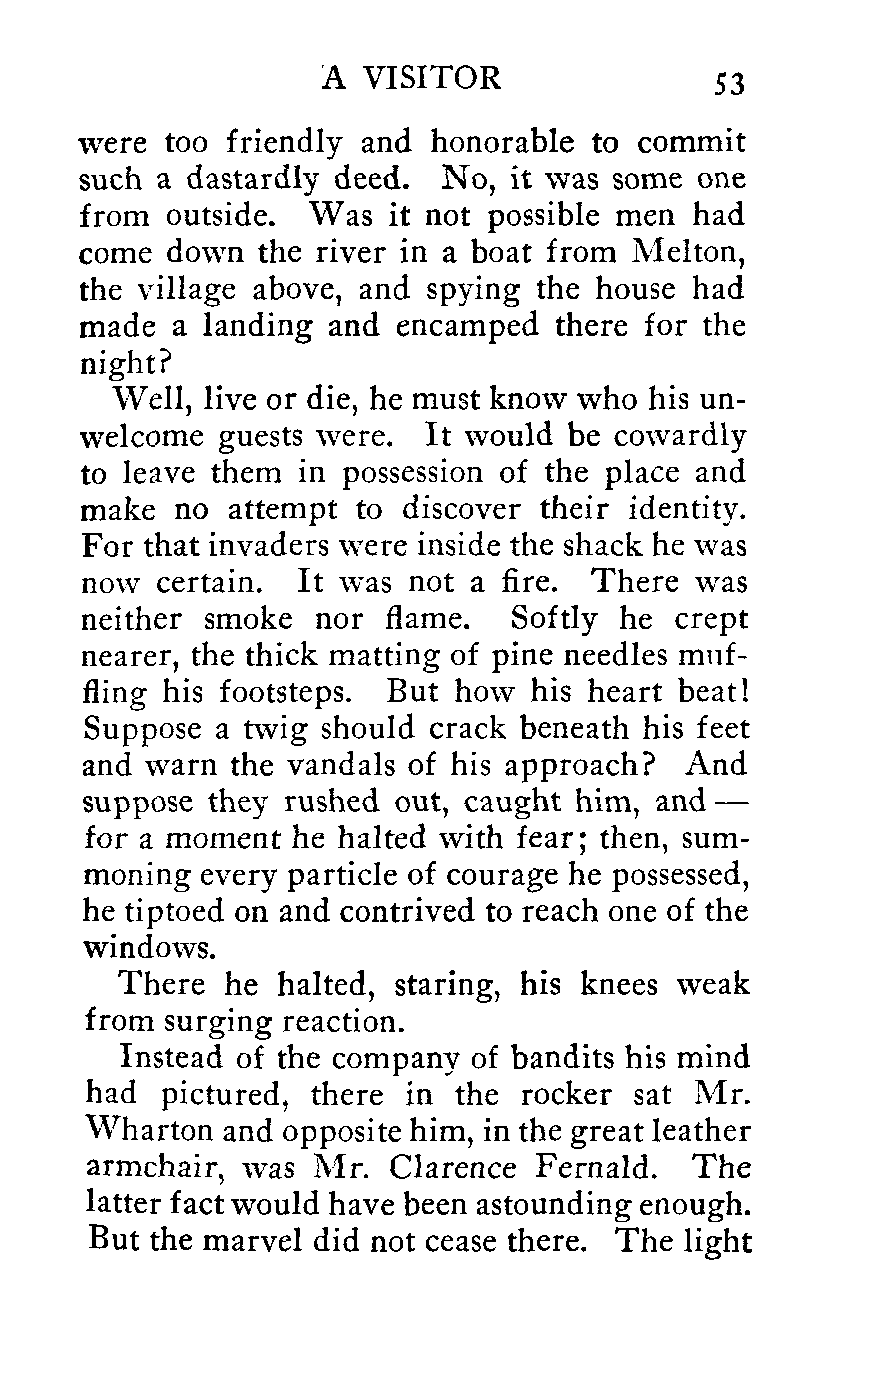 A VISITOR 53
were too friendly and honorable to commit
such a dastardly deed. No, it was some one
from outside. Was it not possible men had
come down the river in a boat from Melton,
the village above, and spying the house had
made a landing and encamped there for the
night?
Well, live or die, he must know who his un-
welcome guests were. It would be cowardly
to leave them in possession of the place and
make no attempt to discover their identity.
For that invaders were inside the shack he was
now certain. It was not a fire. There was
neither smoke nor flame. Softly he crept
nearer, the thick matting of pine needles muf-
fling his footsteps. But how his heart beat!
Suppose a twig should crack beneath his feet
and warn the vandals of his approach? And
suppose they rushed out, caught him, and —
for a moment he halted with fear; then, sum-
moning every particle of courage he possessed,
he tiptoed on and contrived to reach one of the
windows.
There he halted, staring, his knees weak
from surging reaction.
Instead of the company of bandits his mind
had pictured, there in the rocker sat Mr.
Wharton and opposite him, in the great leather
armchair, was Mr. Clarence Fernald. The
latter fact would have been astounding enough.
But the marvel did not cease there. The light